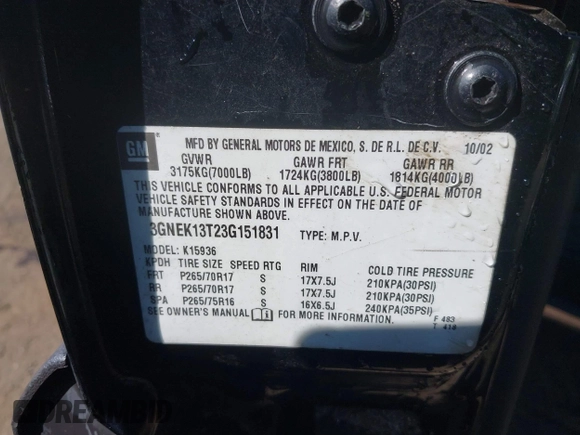 GM
MFD BY GENERAL MOTORS DE MEXICO, S. DE R.L. DE C.V. 10/02
GVWR GAWR FRT GAWR RR
3175KG(7000LB) 1724KG(3800LB) 1814KG(4000LB)
THIS VEHICLE CONFORMS TO ALL APPLICABLE U.S. FEDERAL MOTOR
VEHICLE SAFETY STANDARDS IN EFFECT ON THE DATE OF
MANUFACTURE SHOWN ABOVE.
3GNEK13T23G151831 TYPE: M.P.V.
MODEL: K15936
KPDH TIRE SIZE SPEED RTG RIM COLD TIRE PRESSURE
FRT P265/70R17 S 17X7.5J 210KPA(30PSI)
RR P265/70R17 S 17X7.5J 210KPA(30PSI)
SPA P265/75R16 S 16X6.5J 240KPA(35PSI)
SEE OWNER'S MANUAL FOR MORE INFORMATION.
F 483
T 418
DREAMBID